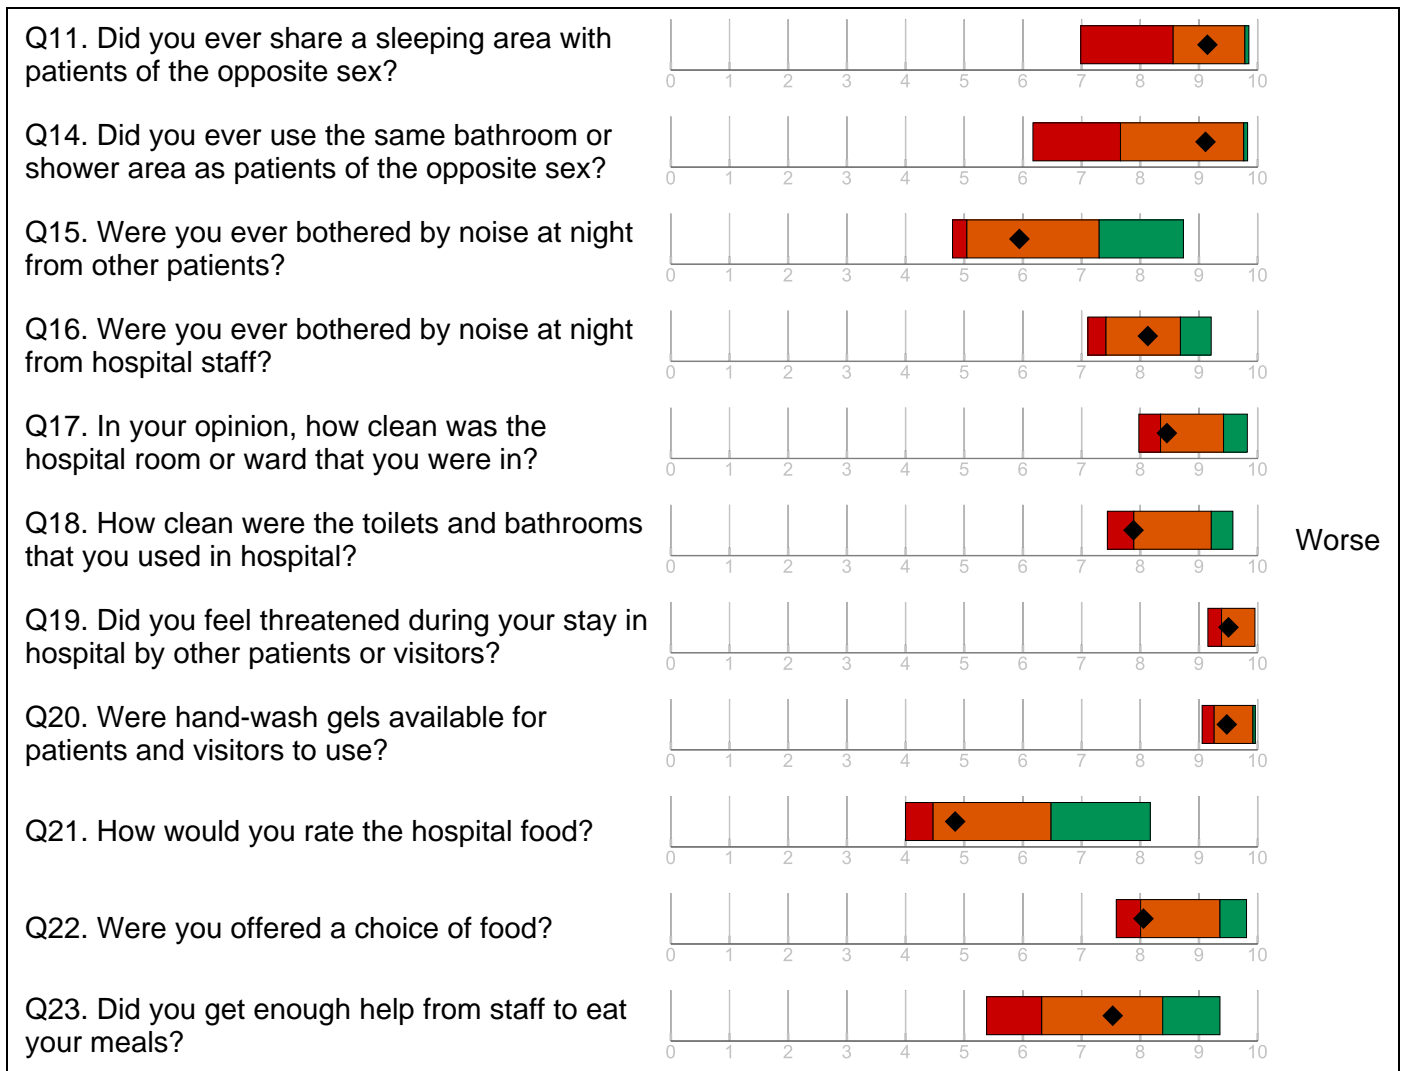 Q11. Did you ever share a sleeping area with
patients of the opposite sex?
0 1 2 3 4 5 6 7 8 9 10
Q14. Did you ever use the same bathroom or
shower area as patients of the opposite sex?
0 1 2 3 4 5 6 7 8 9 10
Q15. Were you ever bothered by noise at night
from other patients?
0 1 2 3 4 5 6 7 8 9 10
Q16. Were you ever bothered by noise at night
from hospital staff?
0 1 2 3 4 5 6 7 8 9 10
Q17. In your opinion, how clean was the
hospital room or ward that you were in?
0 1 2 3 4 5 6 7 8 9 10
Q18. How clean were the toilets and bathrooms
that you used in hospital?
Worse
0 1 2 3 4 5 6 7 8 9 10
Q19. Did you feel threatened during your stay in
hospital by other patients or visitors?
0 1 2 3 4 5 6 7 8 9 10
Q20. Were hand-wash gels available for
patients and visitors to use?
0 1 2 3 4 5 6 7 8 9 10
Q21. How would you rate the hospital food?
0 1 2 3 4 5 6 7 8 9 10
Q22. Were you offered a choice of food?
0 1 2 3 4 5 6 7 8 9 10
Q23. Did you get enough help from staff to eat
your meals?
0 1 2 3 4 5 6 7 8 9 10